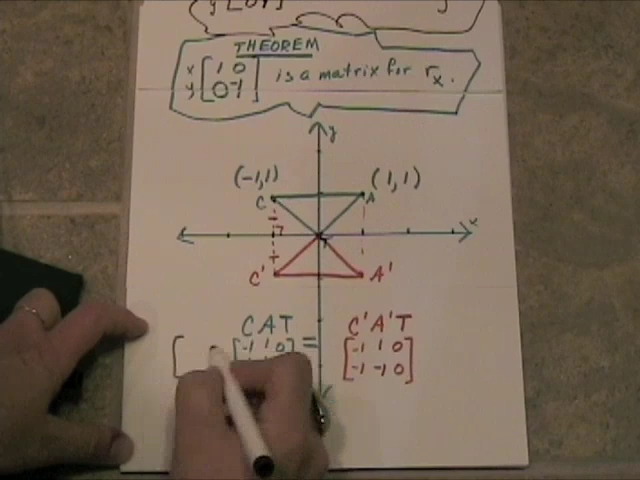 THEOREM
x [ 1 0 ]
y [ 0 -1 ] is a matrix for rₓ.
y
(-1,1) (1,1)
C A
x
T
C' A'
C A T C' A' T
[ -1 1 0 ] = [ -1 1 0 ]
[ -1 -1 0 ]